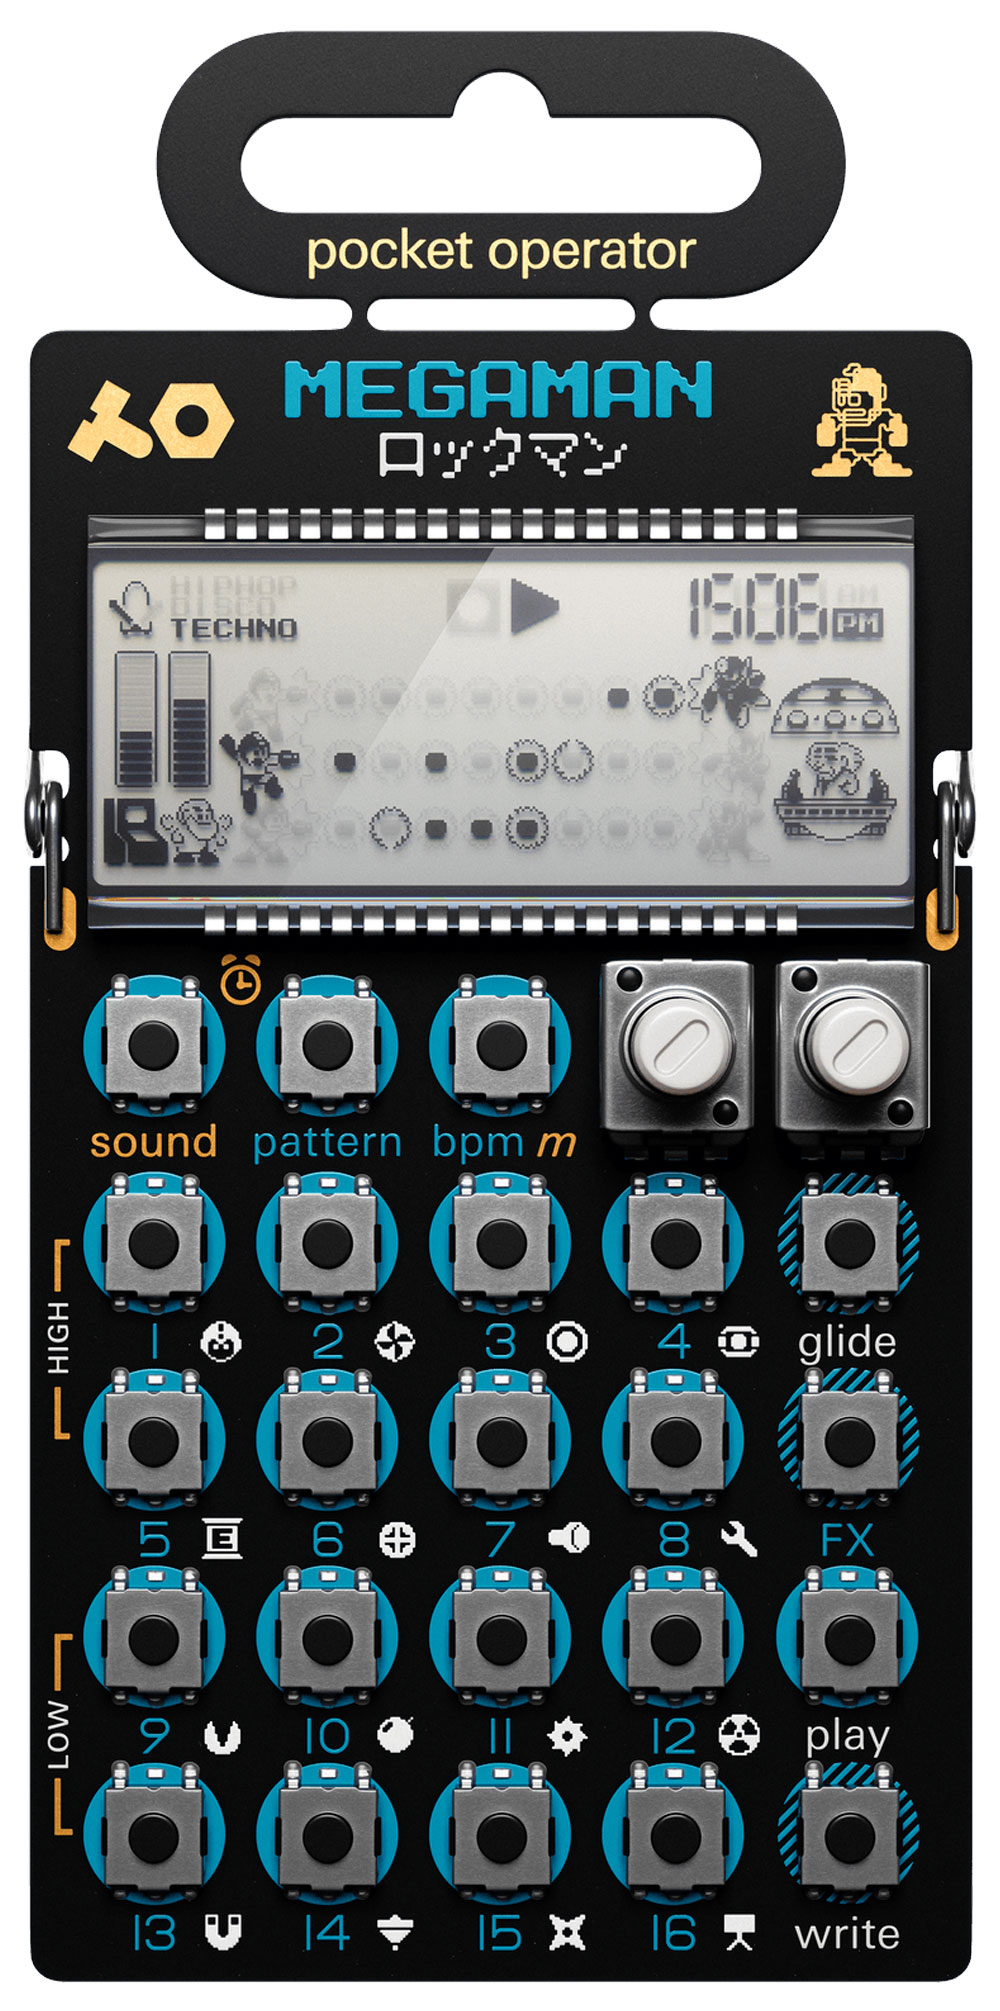 pocket operator
MEGAMAN
ロックマン
HIPHOP
DISCO
TECHNO
1506
AM
PM
sound
pattern
bpm m
HIGH
1
2
3
4
glide
5
E
6
7
8
FX
LOW
9
10
11
12
play
13
14
15
16
write